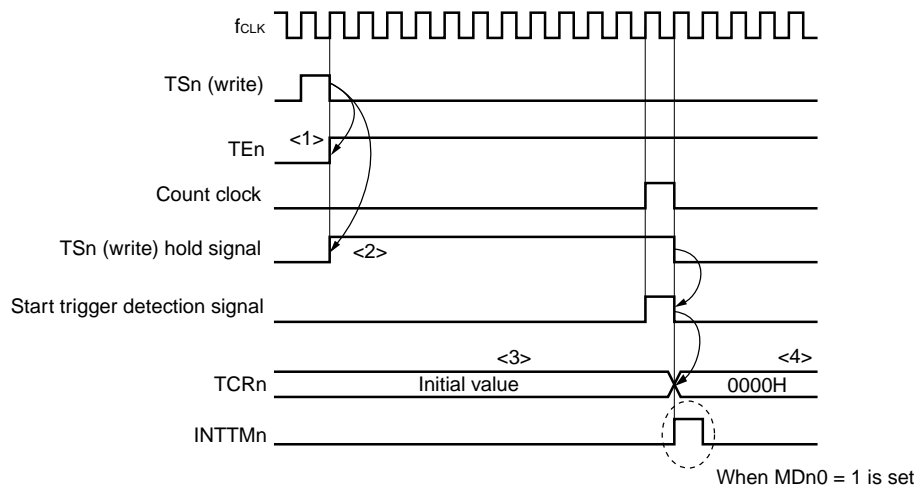 fCLK
TSn (write)
<1>
TEn
Count clock
TSn (write) hold signal
<2>
Start trigger detection signal
<3>
<4>
TCRn
Initial value
0000H
INTTMn
When MDn0 = 1 is set